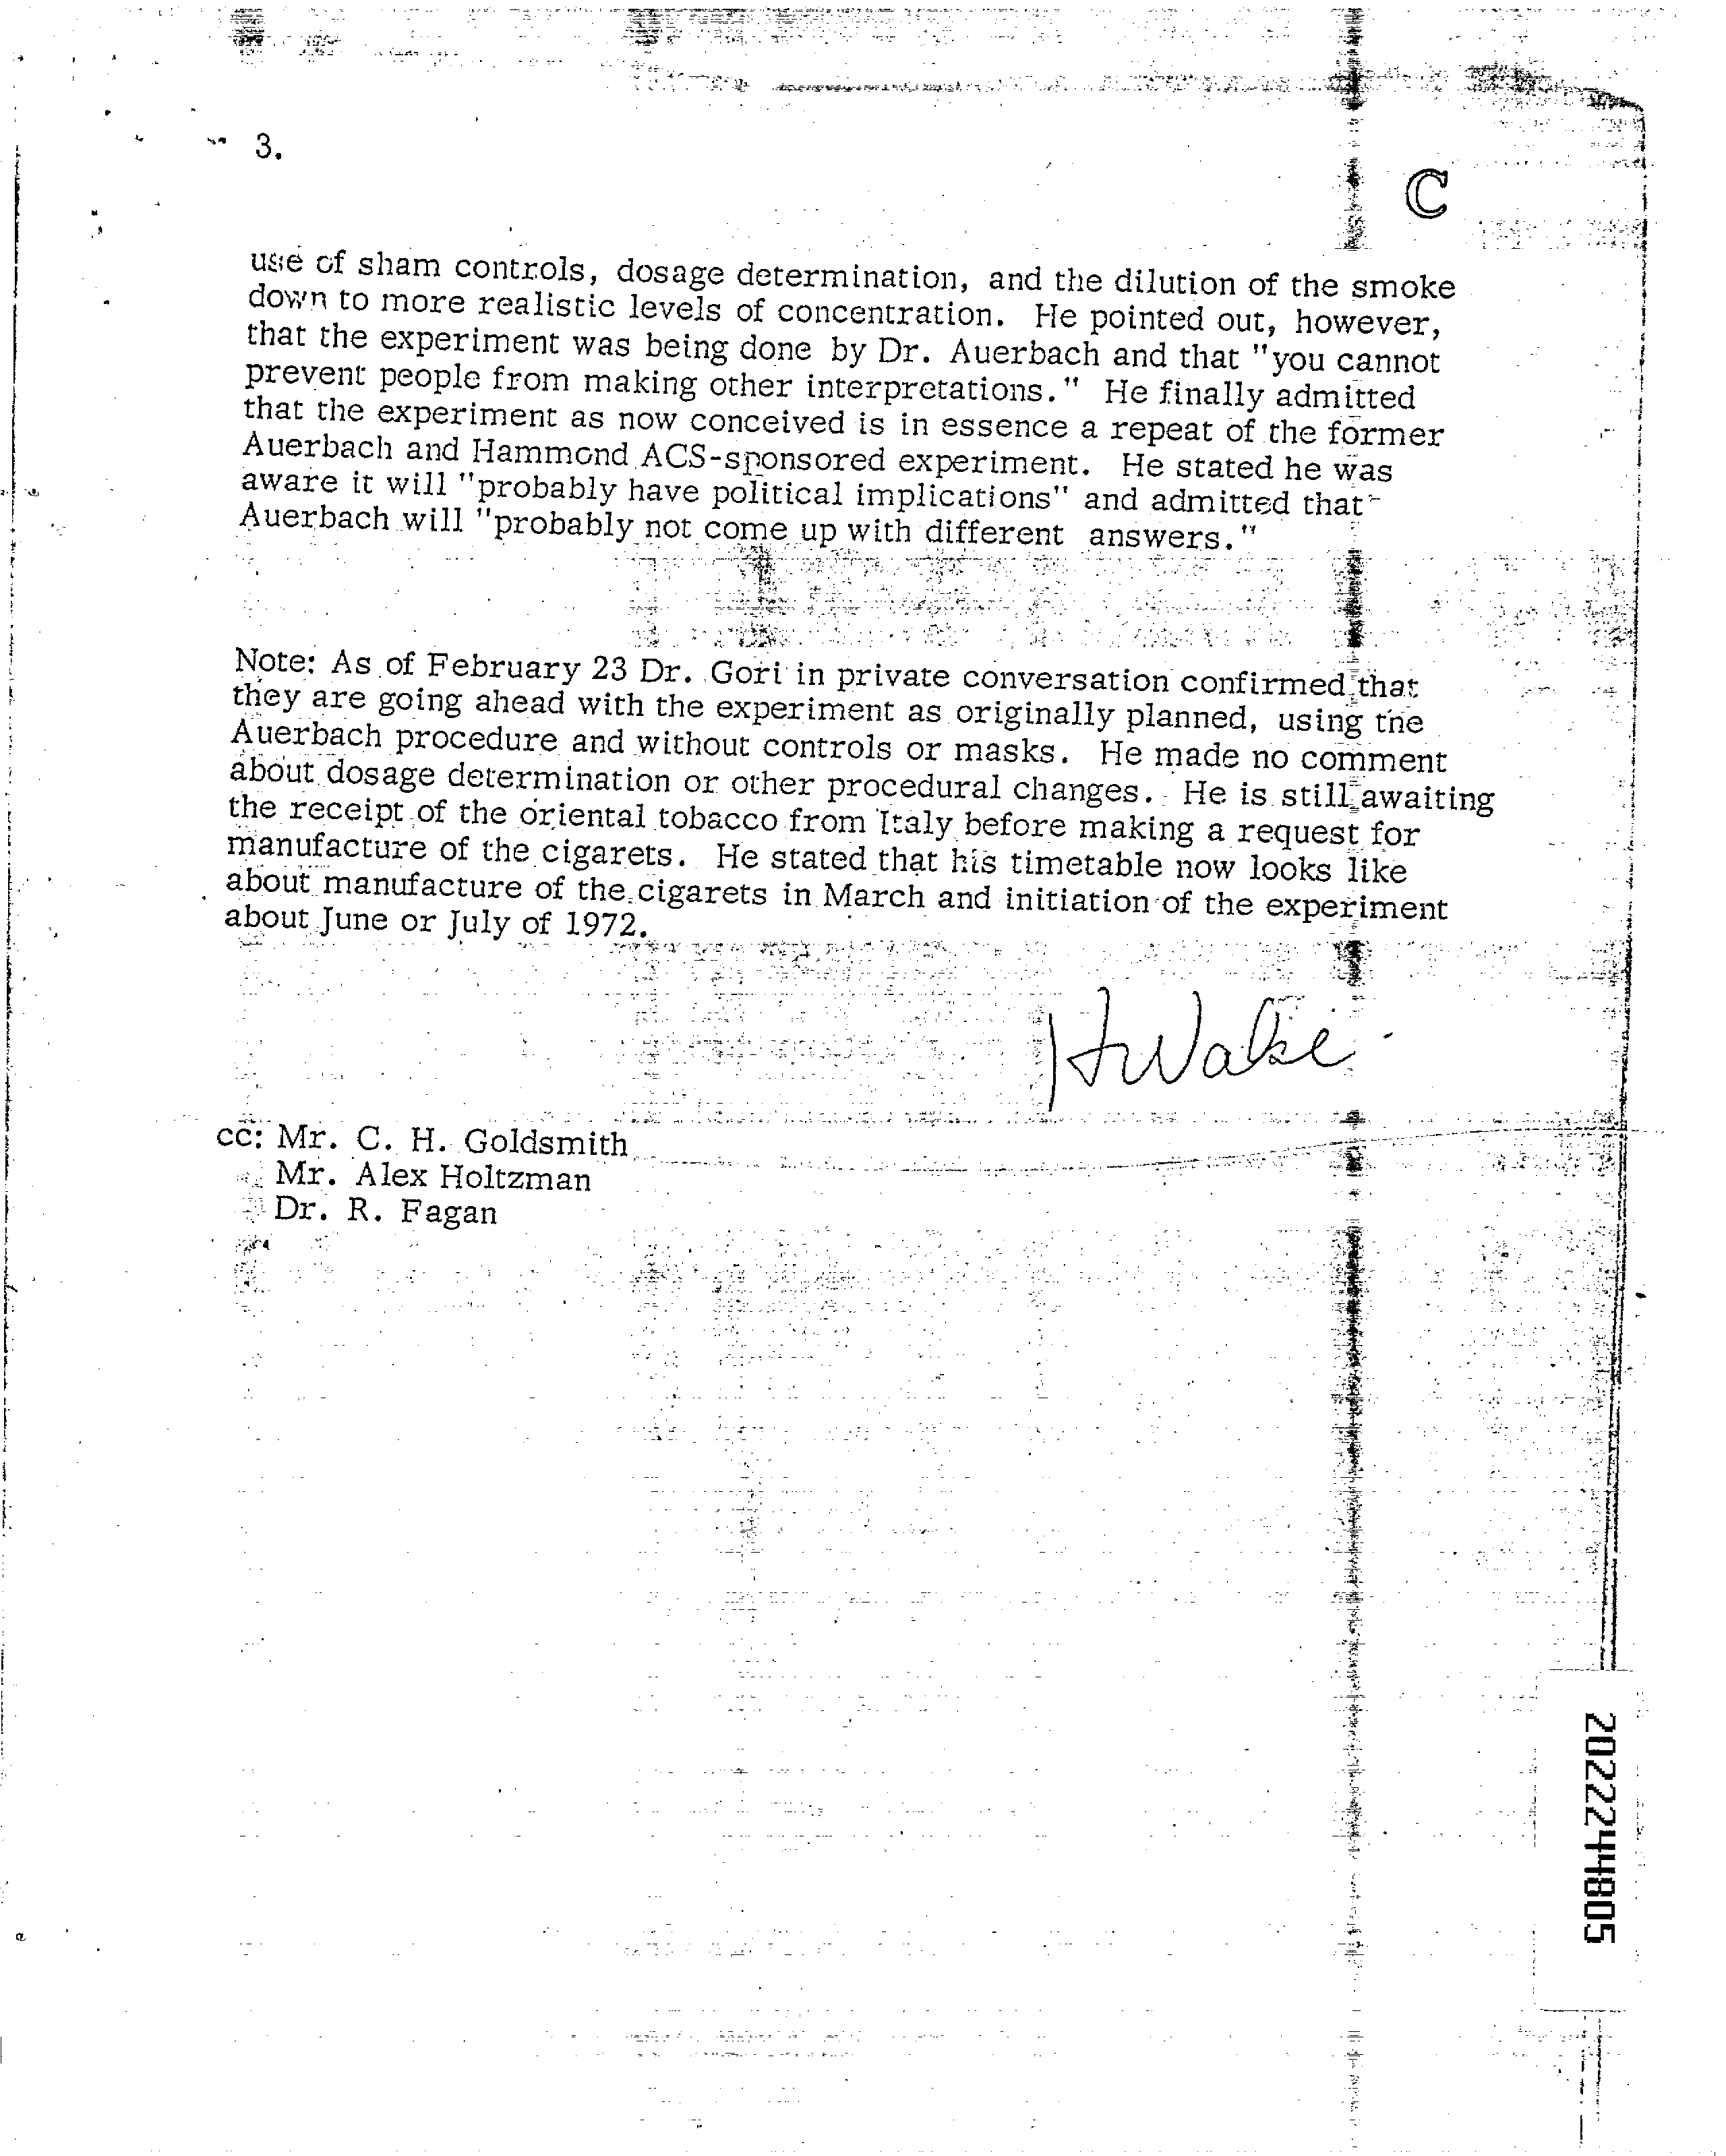 3.
C
use of sham controls, dosage determination, and the dilution of the smoke
down to more realistic levels of concentration. He pointed out, however,
that the experiment was being done by Dr. Auerbach and that "you cannot
prevent people from making other interpretations." He finally admitted
that the experiment as now conceived is in essence a repeat of the former
Auerbach and Hammond ACS-sponsored experiment. He stated he was
aware it will "probably have political implications" and admitted that
Auerbach will "probably not come up with different answers."
Note: As of February 23 Dr. Gori in private conversation confirmed that
they are going ahead with the experiment as originally planned, using the
Auerbach procedure and without controls or masks. He made no comment
about dosage determination or other procedural changes. He is still awaiting
the receipt of the oriental tobacco from Italy before making a request for
manufacture of the cigarets. He stated that his timetable now looks like
about manufacture of the cigarets in March and initiation of the experiment
about June or July of 1972.
HWake
cc: Mr. C. H. Goldsmith
Mr. Alex Holtzman
Dr. R. Fagan
2022244805